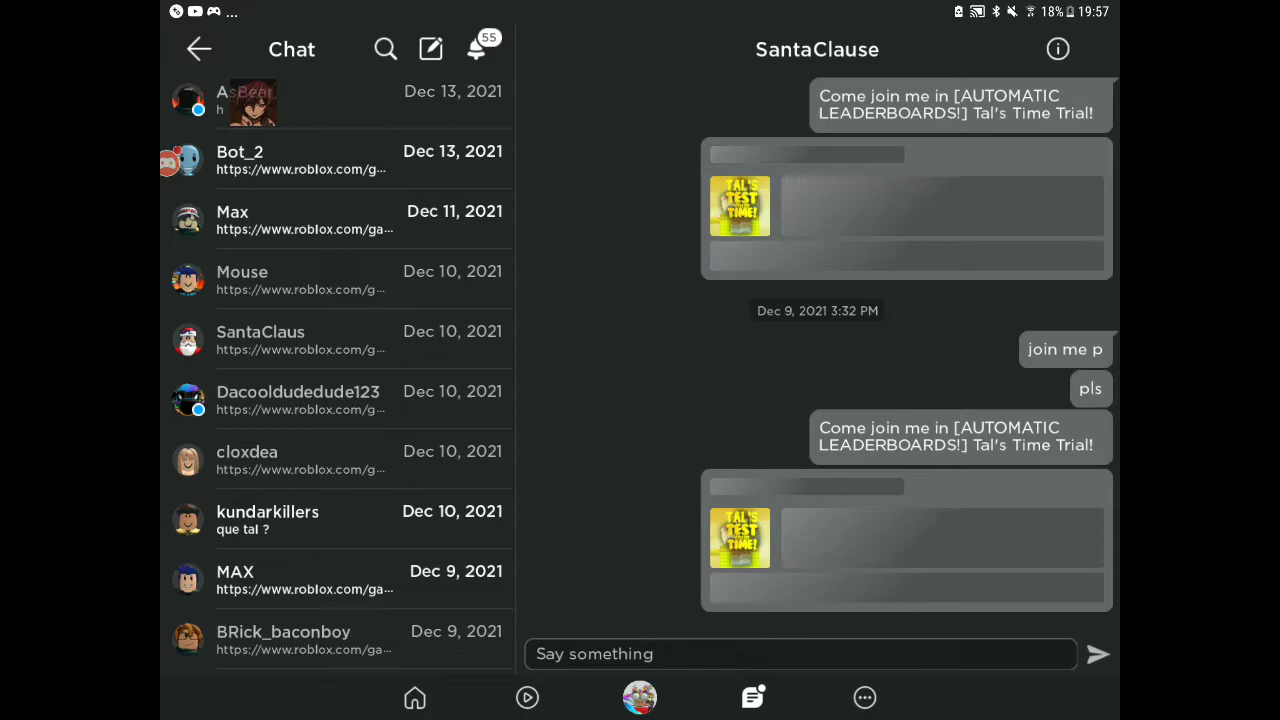 ...
18% 19:57
Chat
55
AsBear Dec 13, 2021
h
Bot_2 Dec 13, 2021
https://www.roblox.com/g...
Max Dec 11, 2021
https://www.roblox.com/ga...
Mouse Dec 10, 2021
https://www.roblox.com/g...
SantaClaus Dec 10, 2021
https://www.roblox.com/g...
Dacooldudedude123 Dec 10, 2021
https://www.roblox.com/g...
cloxdea Dec 10, 2021
https://www.roblox.com/g...
kundarkillers Dec 10, 2021
que tal ?
MAX Dec 9, 2021
https://www.roblox.com/ga...
BRick_baconboy Dec 9, 2021
https://www.roblox.com/ga...
SantaClause
Come join me in [AUTOMATIC
LEADERBOARDS!] Tal's Time Trial!
TAL'S
TEST
TIME!
Dec 9, 2021 3:32 PM
join me p
pls
Come join me in [AUTOMATIC
LEADERBOARDS!] Tal's Time Trial!
TAL'S
TEST
TIME!
Say something